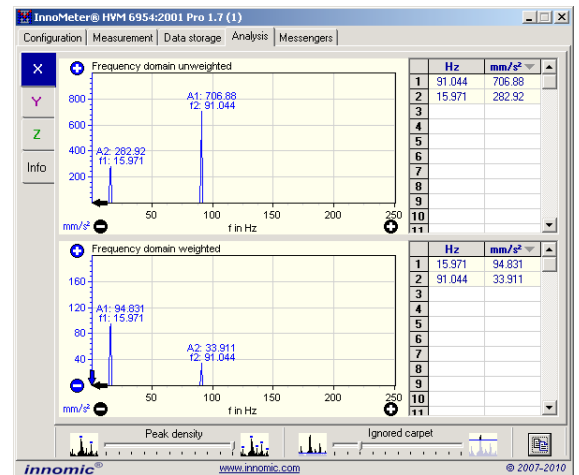 InnoMeter® HVM 6954:2001 Pro 1.7 (1)
Configuration Measurement Data storage Analysis Messengers
X
Y
Z
Info
Frequency domain unweighted
800
600
400
200
A1: 706.88
f2: 91.044
A2: 282.92
f1: 15.971
50 100 150 200 250
mm/s² f in Hz
Hz mm/s²
1 91.044 706.88
2 15.971 282.92
3
4
5
6
7
8
9
10
11
Frequency domain weighted
160
120
80
40
A1: 94.831
f1: 15.971
A2: 33.911
f2: 91.044
50 100 150 200 250
mm/s² f in Hz
Hz mm/s²
1 15.971 94.831
2 91.044 33.911
3
4
5
6
7
8
9
10
11
Peak density Ignored carpet
innomic® www.innomic.com © 2007-2010